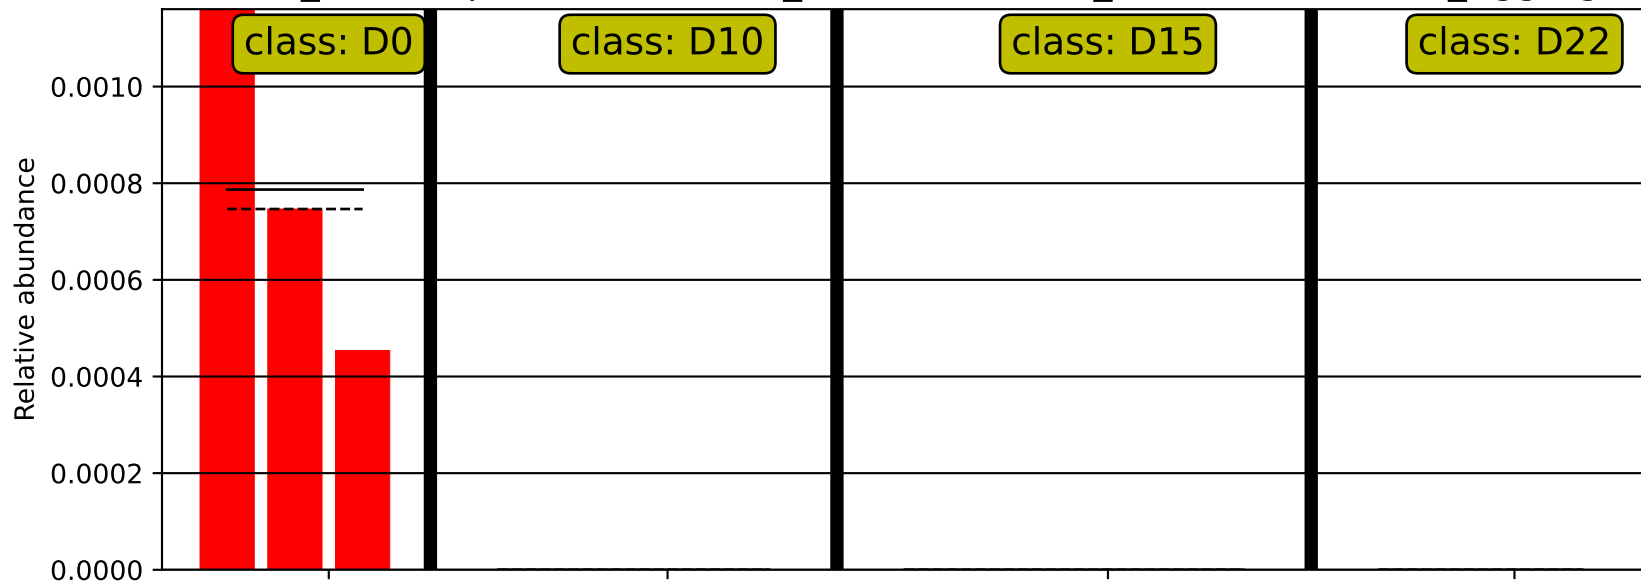 class: D0
class: D10
class: D15
class: D22
0.0010
0.0008
0.0006
0.0004
0.0002
0.0000
Relative abundance